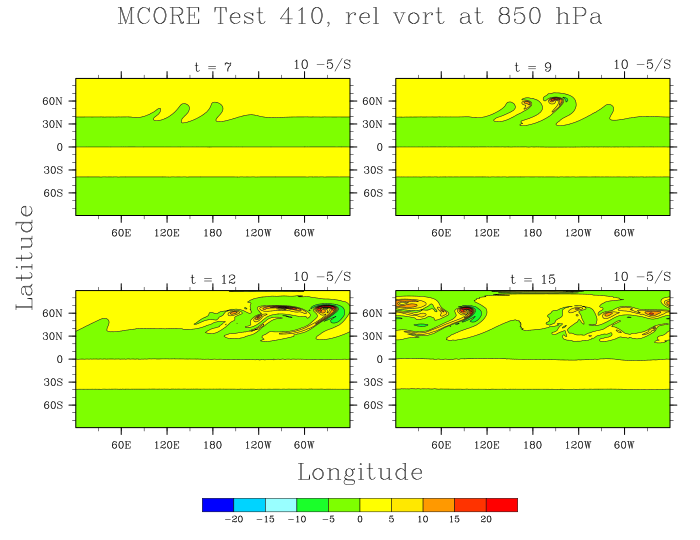 MCORE Test 410, rel vort at 850 hPa
t = 7 10 -5/S
60N
30N
0
30S
60S
60E 120E 180 120W 60W
t = 9 10 -5/S
60N
30N
0
30S
60S
60E 120E 180 120W 60W
Latitude
t = 12 10 -5/S
60N
30N
0
30S
60S
60E 120E 180 120W 60W
t = 15 10 -5/S
60N
30N
0
30S
60S
60E 120E 180 120W 60W
Longitude
-20 -15 -10 -5 0 5 10 15 20